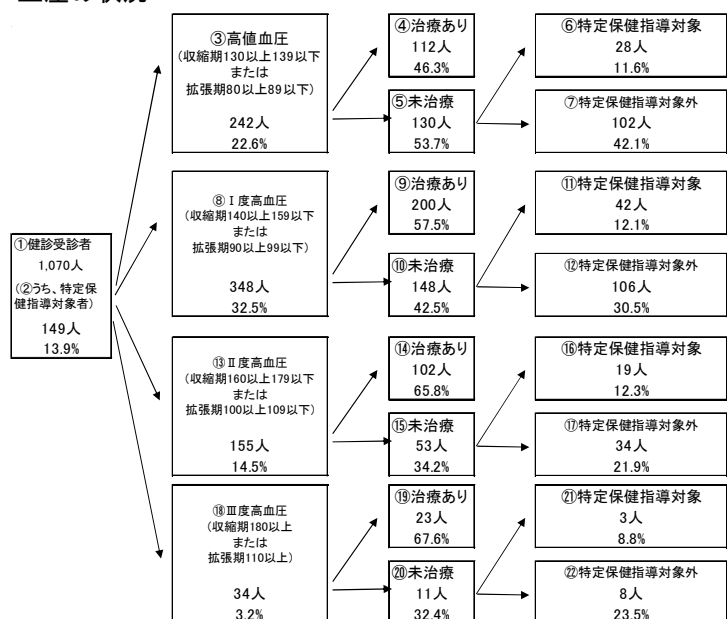 ①健診受診者
1,070人
(②うち、特定保
健指導対象者)
149人
13.9%
③高値血圧
(収縮期130以上139以下
または
拡張期80以上89以下)
242人
22.6%
④治療あり
112人
46.3%
⑤未治療
130人
53.7%
⑥特定保健指導対象
28人
11.6%
⑦特定保健指導対象外
102人
42.1%
⑧Ⅰ度高血圧
(収縮期140以上159以下
または
拡張期90以上99以下)
348人
32.5%
⑨治療あり
200人
57.5%
⑩未治療
148人
42.5%
⑪特定保健指導対象
42人
12.1%
⑫特定保健指導対象外
106人
30.5%
⑬Ⅱ度高血圧
(収縮期160以上179以下
または
拡張期100以上109以下)
155人
14.5%
⑭治療あり
102人
65.8%
⑮未治療
53人
34.2%
⑯特定保健指導対象
19人
12.3%
⑰特定保健指導対象外
34人
21.9%
⑱Ⅲ度高血圧
(収縮期180以上
または
拡張期110以上)
34人
3.2%
⑲治療あり
23人
67.6%
⑳未治療
11人
32.4%
㉑特定保健指導対象
3人
8.8%
㉒特定保健指導対象外
8人
23.5%